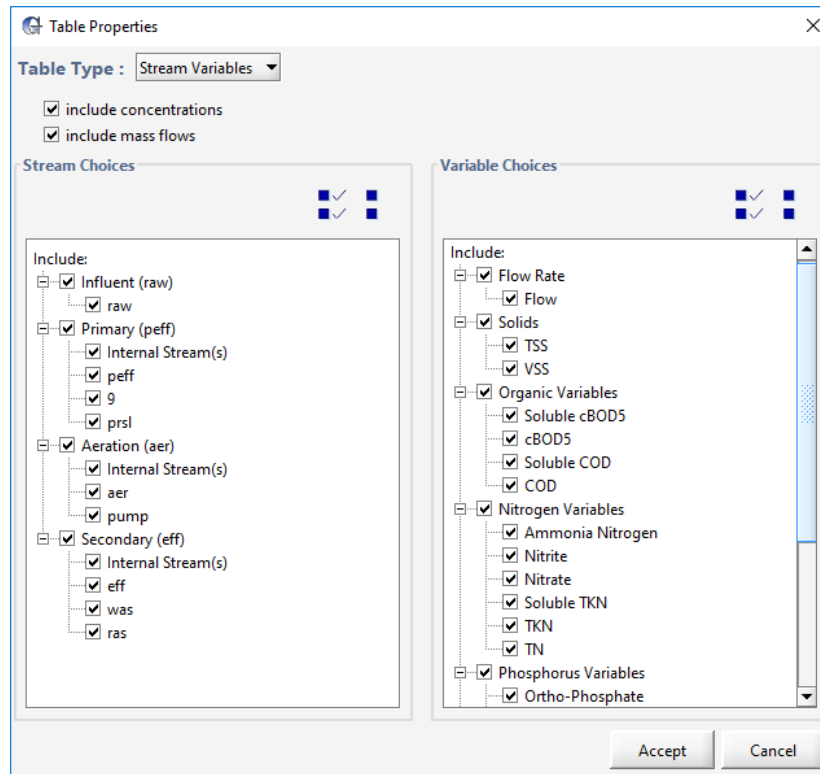 Table Properties
Table Type : Stream Variables
include concentrations
include mass flows
Stream Choices
Include:
Influent (raw)
raw
Primary (peff)
Internal Stream(s)
peff
9
prsl
Aeration (aer)
Internal Stream(s)
aer
pump
Secondary (eff)
Internal Stream(s)
eff
was
ras
Variable Choices
Include:
Flow Rate
Flow
Solids
TSS
VSS
Organic Variables
Soluble cBOD5
cBOD5
Soluble COD
COD
Nitrogen Variables
Ammonia Nitrogen
Nitrite
Nitrate
Soluble TKN
TKN
TN
Phosphorus Variables
Ortho-Phosphate
Accept Cancel